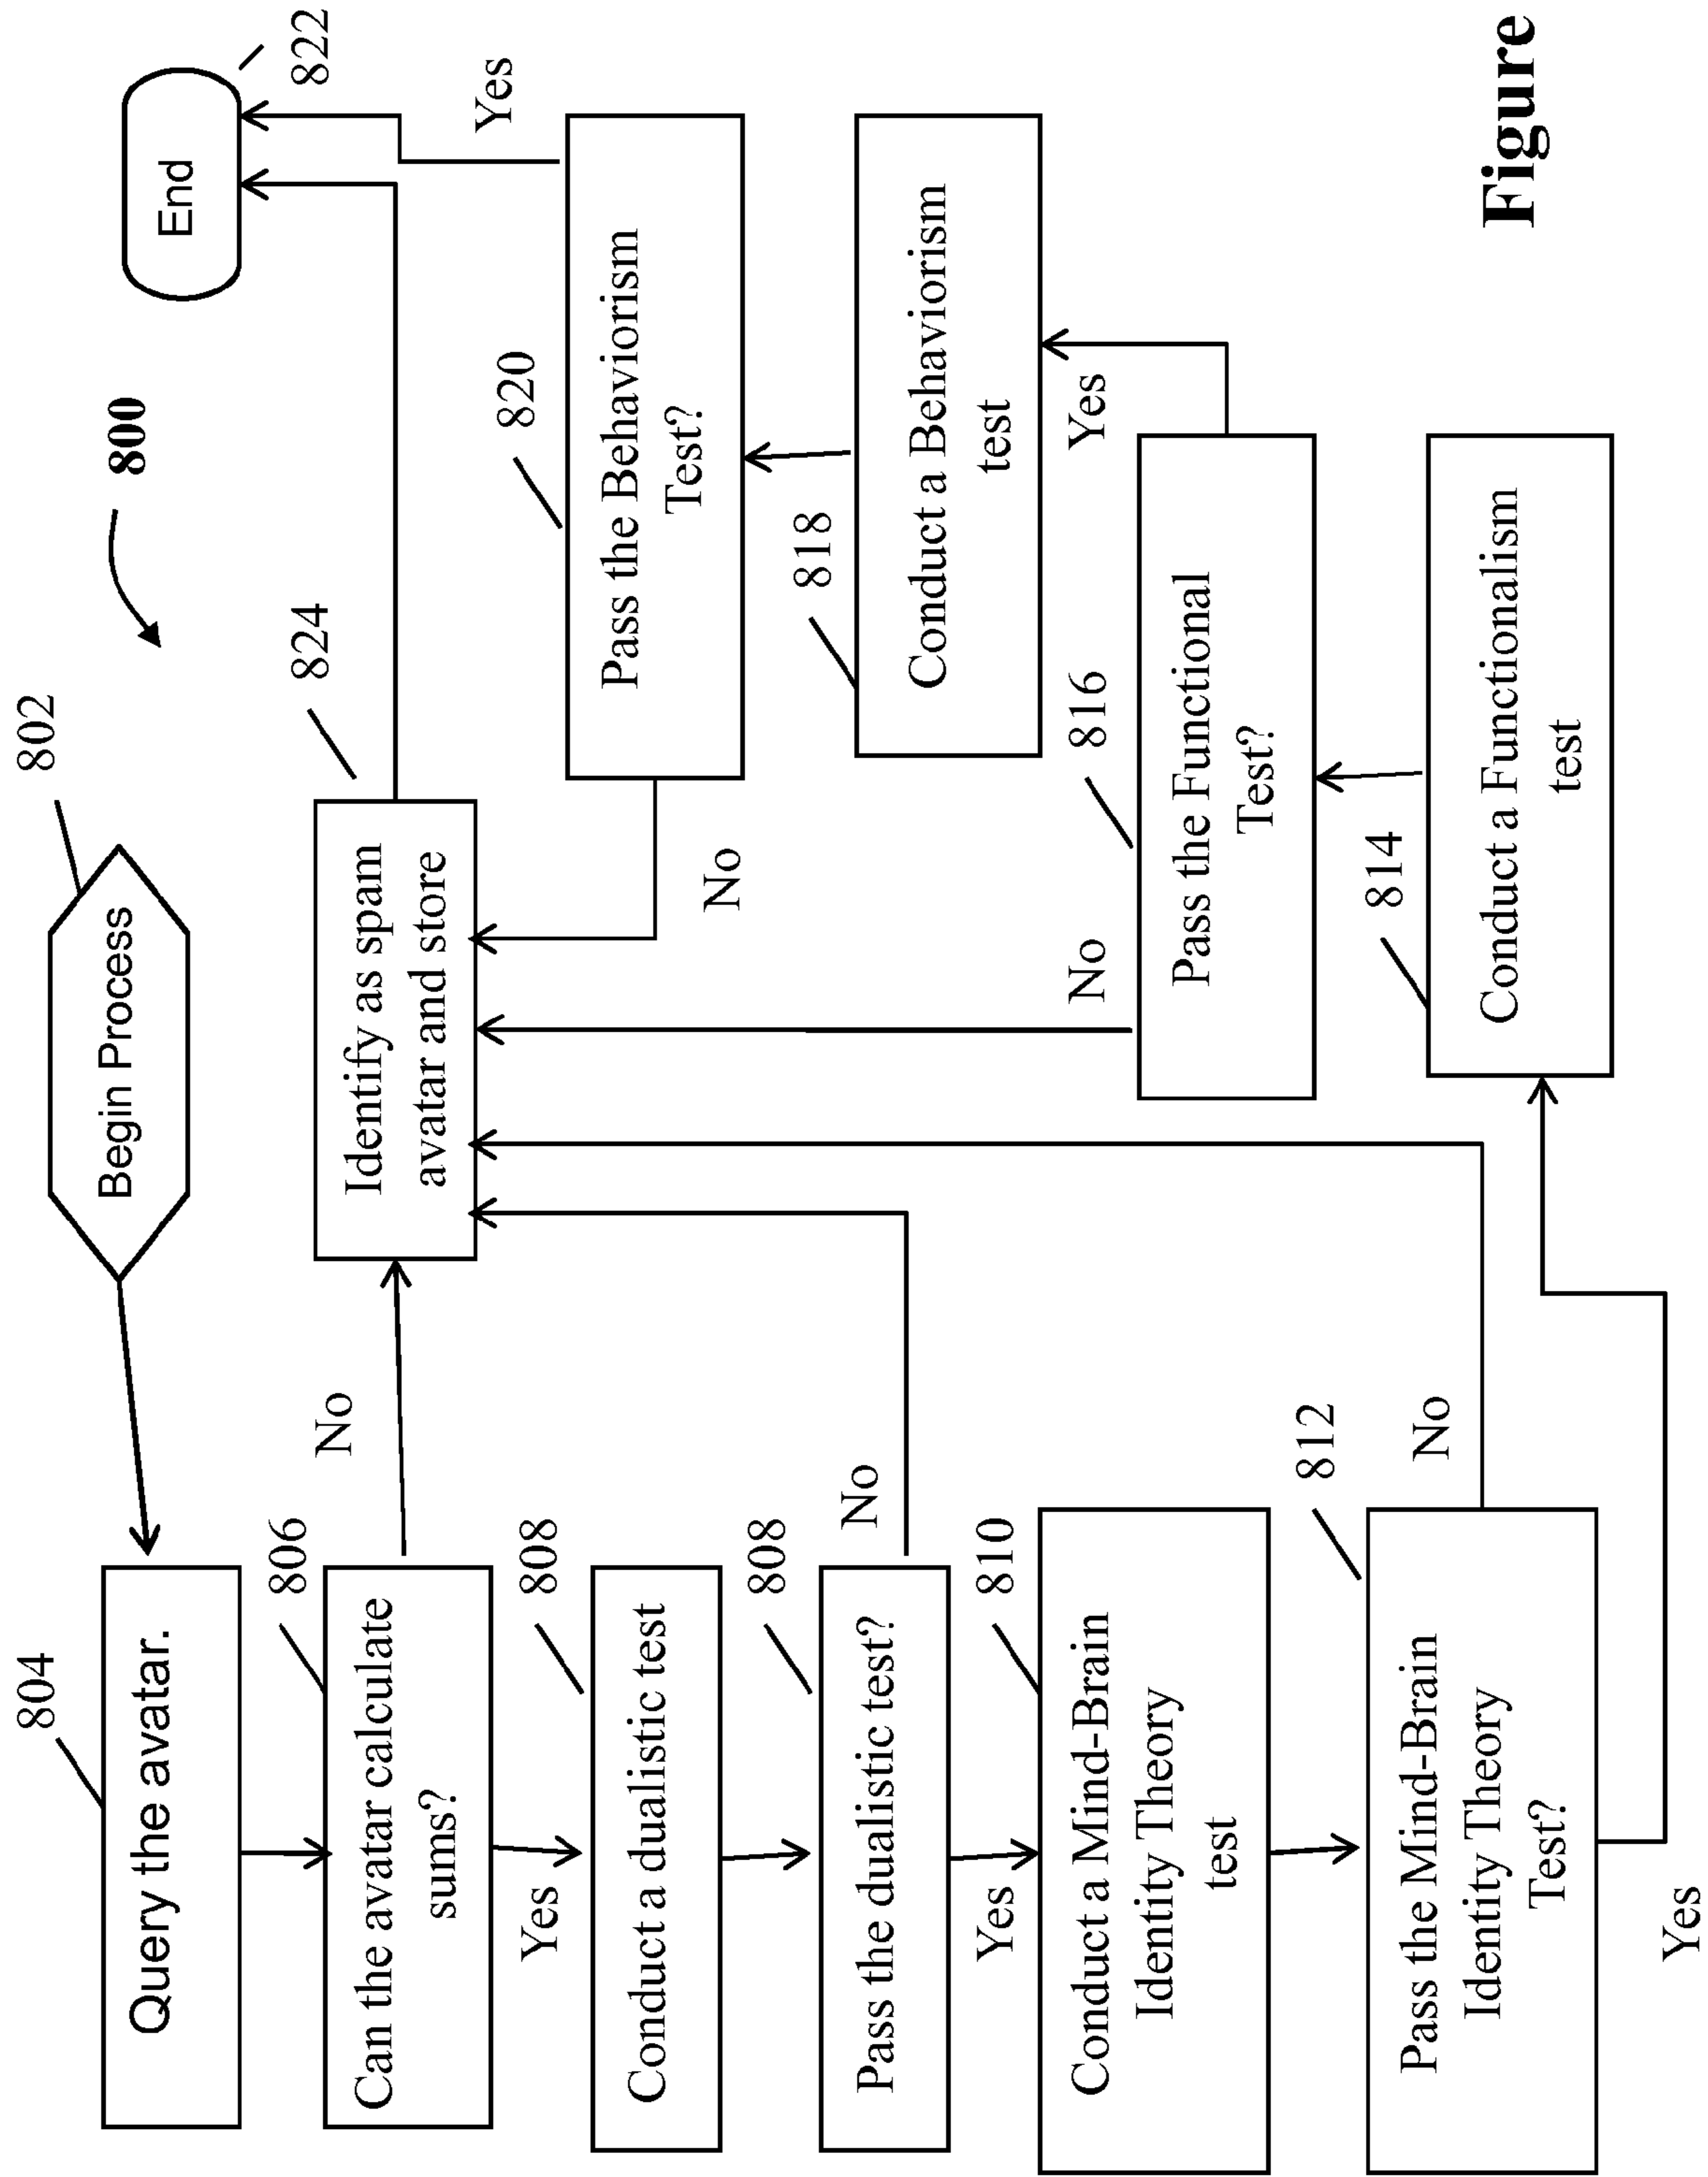 800
802
Begin Process
804
Query the avatar.
806
Can the avatar calculate
sums?
No
Yes
808
Conduct a dualistic test
808
Pass the dualistic test?
No
Yes
810
Conduct a Mind-Brain
Identity Theory
test
812
Pass the Mind-Brain
Identity Theory
Test?
No
Yes
814
Conduct a Functionalism
test
816
Pass the Functional
Test?
No
Yes
818
Conduct a Behaviorism
test
820
Pass the Behaviorism
Test?
No
Yes
824
Identify as spam
avatar and store
822
End
Figure